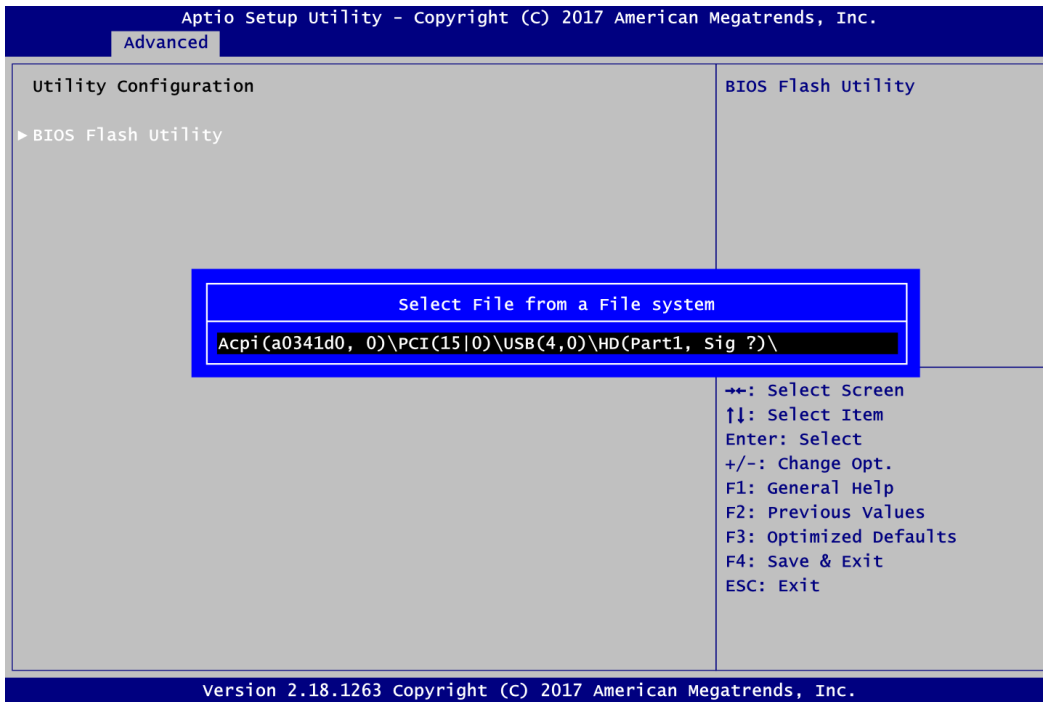 Aptio Setup Utility - Copyright (C) 2017 American Megatrends, Inc.
Advanced
Utility Configuration
▶ BIOS Flash Utility
BIOS Flash Utility
Select File from a File system
Acpi(a0341d0, 0)\PCI(15|0)\USB(4,0)\HD(Part1, Sig ?)\
→←: Select Screen
↑↓: Select Item
Enter: Select
+/-: Change Opt.
F1: General Help
F2: Previous Values
F3: Optimized Defaults
F4: Save & Exit
ESC: Exit
Version 2.18.1263 Copyright (C) 2017 American Megatrends, Inc.